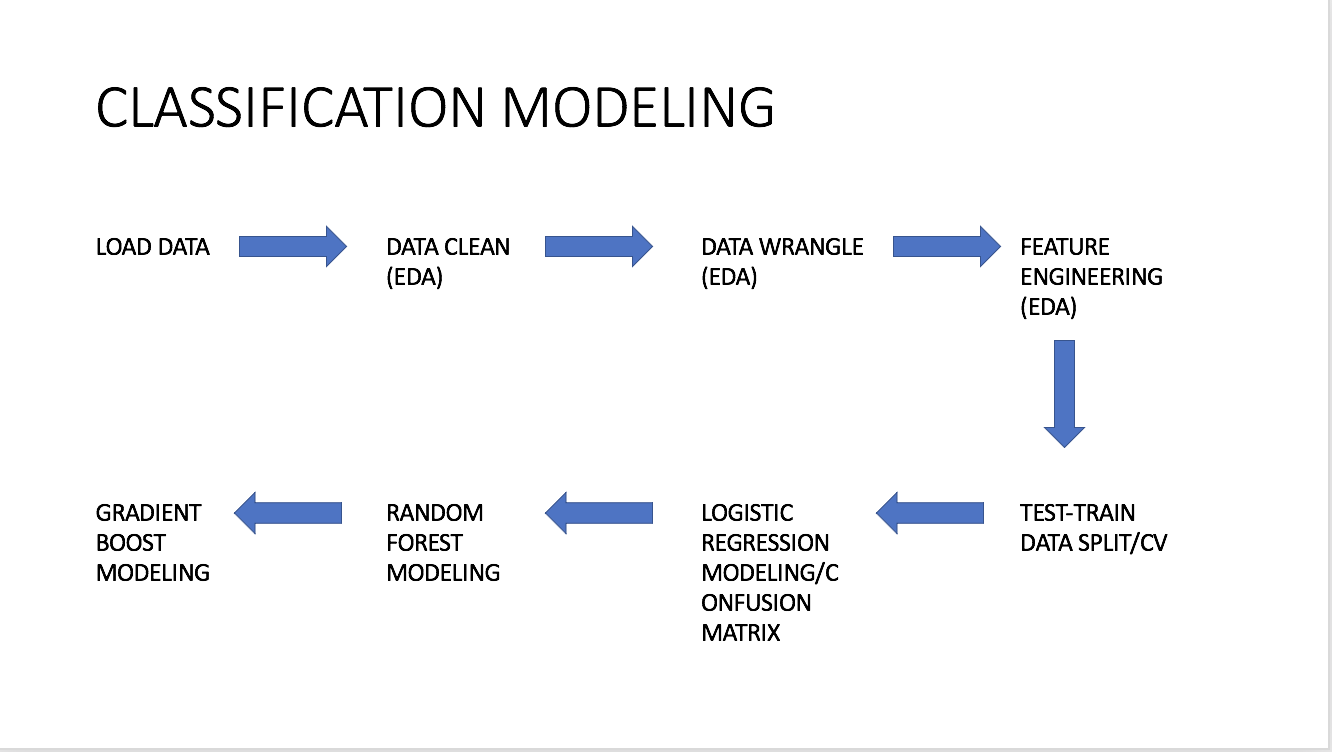 CLASSIFICATION MODELING
LOAD DATA
DATA CLEAN
(EDA)
DATA WRANGLE
(EDA)
FEATURE
ENGINEERING
(EDA)
TEST-TRAIN
DATA SPLIT/CV
LOGISTIC
REGRESSION
MODELING/C
ONFUSION
MATRIX
RANDOM
FOREST
MODELING
GRADIENT
BOOST
MODELING